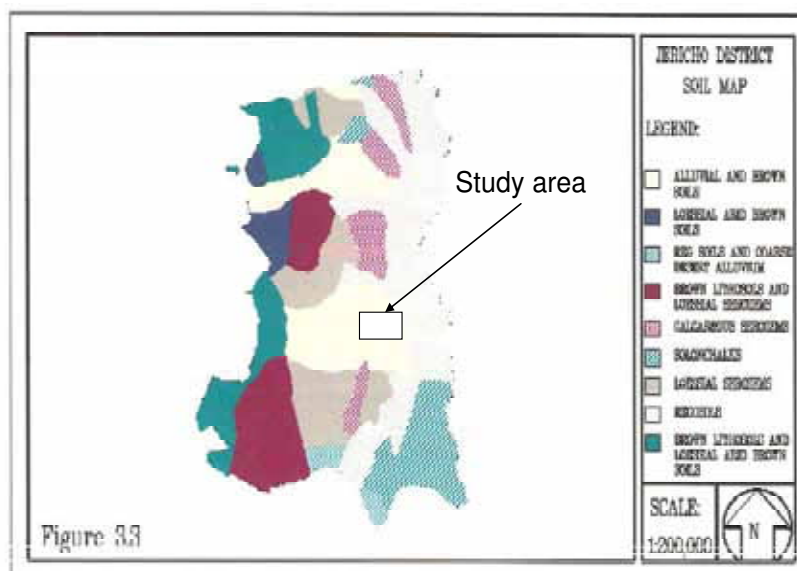 Study area
Figure 3.3
JERICHO DISTRICT
SOIL MAP
LEGEND:
ALLUVIAL AND BROWN
SOILS
LOESSIAL ARID BROWN
SOILS
REG SOILS AND COARSE
DESERT ALLUVIUM
BROWN LITHOSOLS AND
LOESSIAL SEROZEMS
CALCAREOUS SEROZEMS
SOLONCHALKS
LOESSIAL SEROZEMS
REGOSOLS
BROWN LITHOSOLS AND
LOESSIAL ARID BROWN
SOILS
SCALE:
1:200,000
N